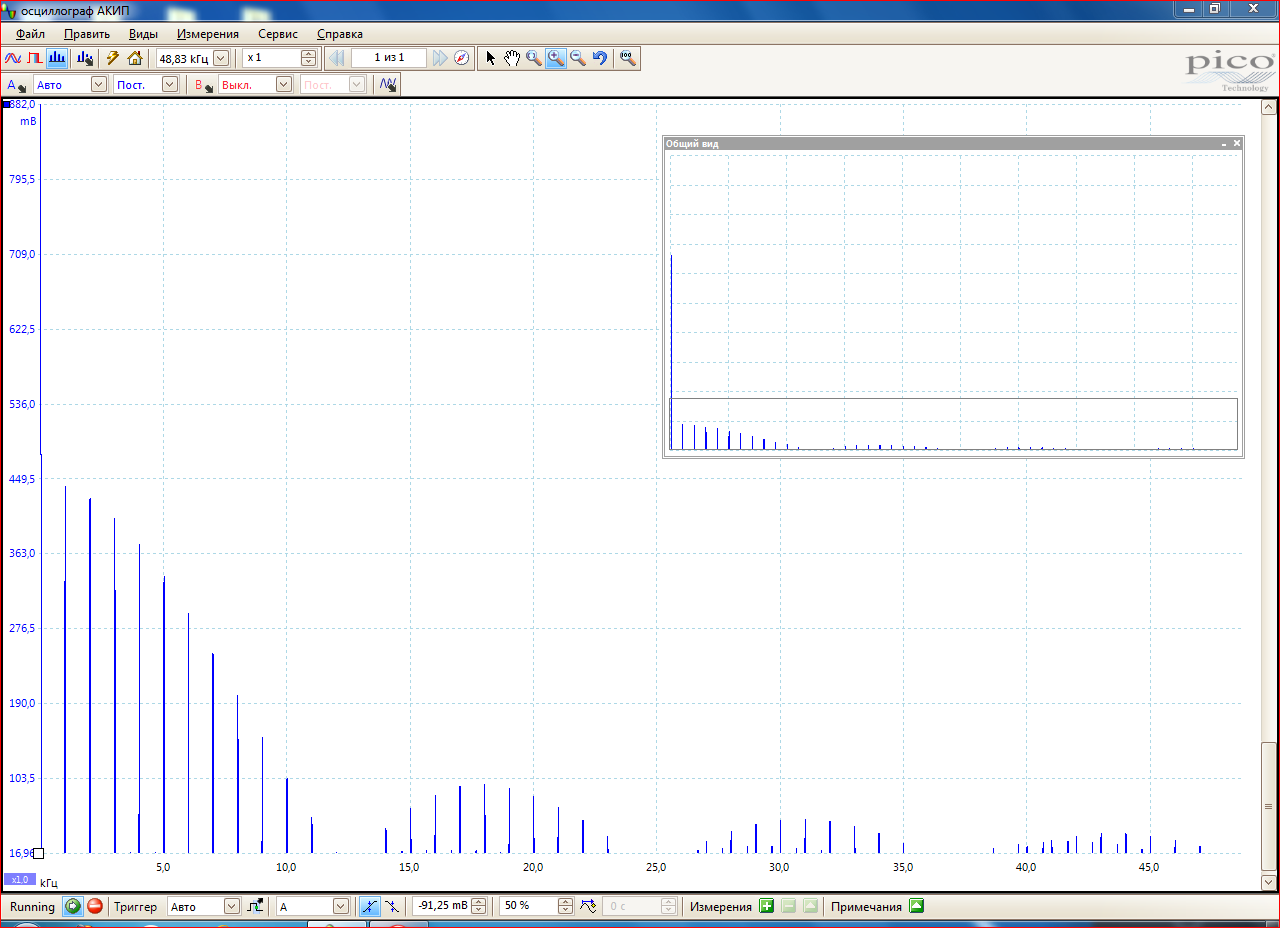 осциллограф АКИП
Файл Править Виды Измерения Сервис Справка
48,83 kГц x 1 1 из 1
pico
Technology
A Авто Пост. B Выкл. Пост.
882,0
mВ
795,5
709,0
622,5
536,0
449,5
363,0
276,5
190,0
103,5
16,96
Общий вид
5,0 10,0 15,0 20,0 25,0 30,0 35,0 40,0 45,0
x1,0 кГц
Running Триггер Авто A -91,25 mВ 50 % 0 с Измерения Примечания